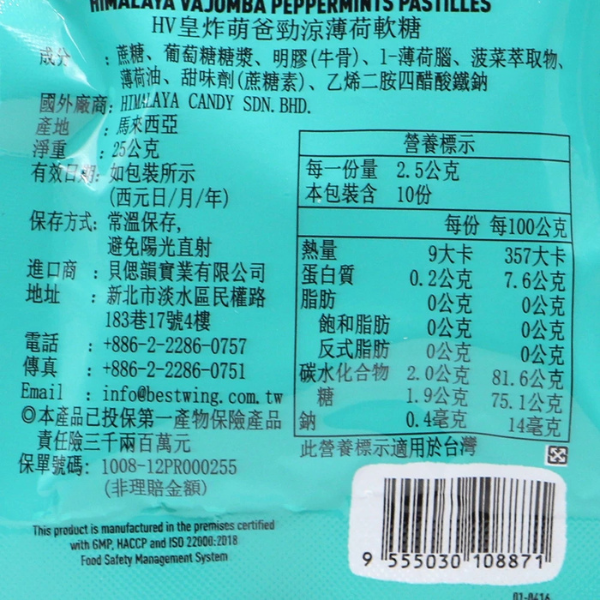 HIMALAYA VAJOMBA PEPPERMINTS PASTILLES
HV皇炸萌爸勁涼薄荷軟糖
成分 : 蔗糖、葡萄糖糖漿、明膠(牛骨)、l-薄荷腦、菠菜萃取物、
薄荷油、甜味劑(蔗糖素)、乙烯二胺四醋酸鐵鈉
國外廠商: HIMALAYA CANDY SDN.BHD.
產地 : 馬來西亞
淨重 : 25公克
有效日期: 如包裝所示
(西元日/月/年)
保存方式: 常溫保存,
避免陽光直射
進口商 : 貝偲韻實業有限公司
地址 : 新北市淡水區民權路
183巷17號4樓
電話 : +886-2-2286-0757
傳真 : +886-2-2286-0751
Email : info@bestwing.com.tw
◎本產品已投保第一產物保險產品
責任險三千兩百萬元
保單號碼: 1008-12PR000255
(非理賠金額)
營養標示
每一份量 2.5公克
本包裝含 10份
每份 每100公克
熱量 9大卡 357大卡
蛋白質 0.2公克 7.6公克
脂肪 0公克 0公克
飽和脂肪 0公克 0公克
反式脂肪 0公克 0公克
碳水化合物 2.0公克 81.6公克
糖 1.9公克 75.1公克
鈉 0.4毫克 14毫克
此營養標示適用於台灣
This product is manufactured in the premises certified
with GMP, HACCP and ISO 22000:2018
Food Safety Management System
9 555030 108871
01-0416